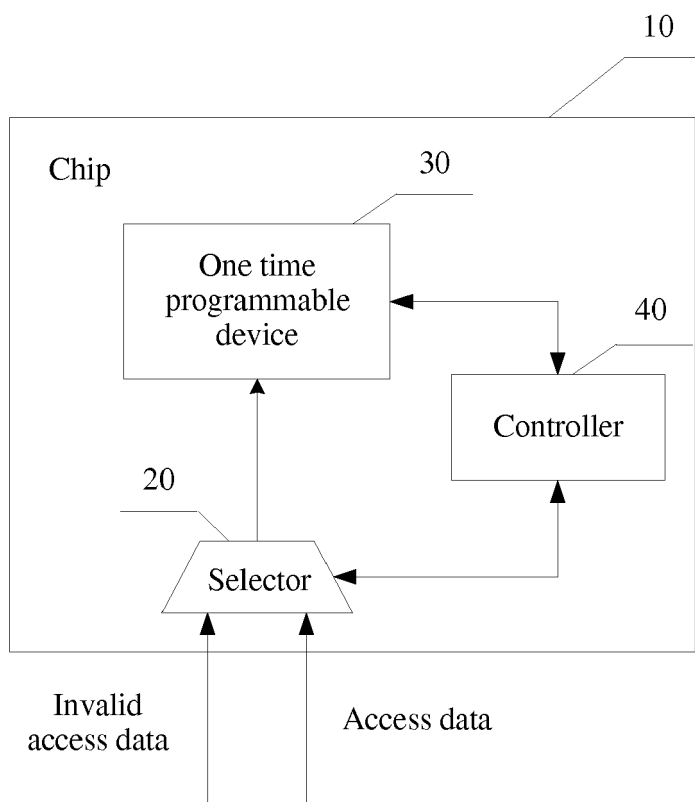 10
Chip
30
One time
programmable
device
40
Controller
20
Selector
Invalid
access data
Access data